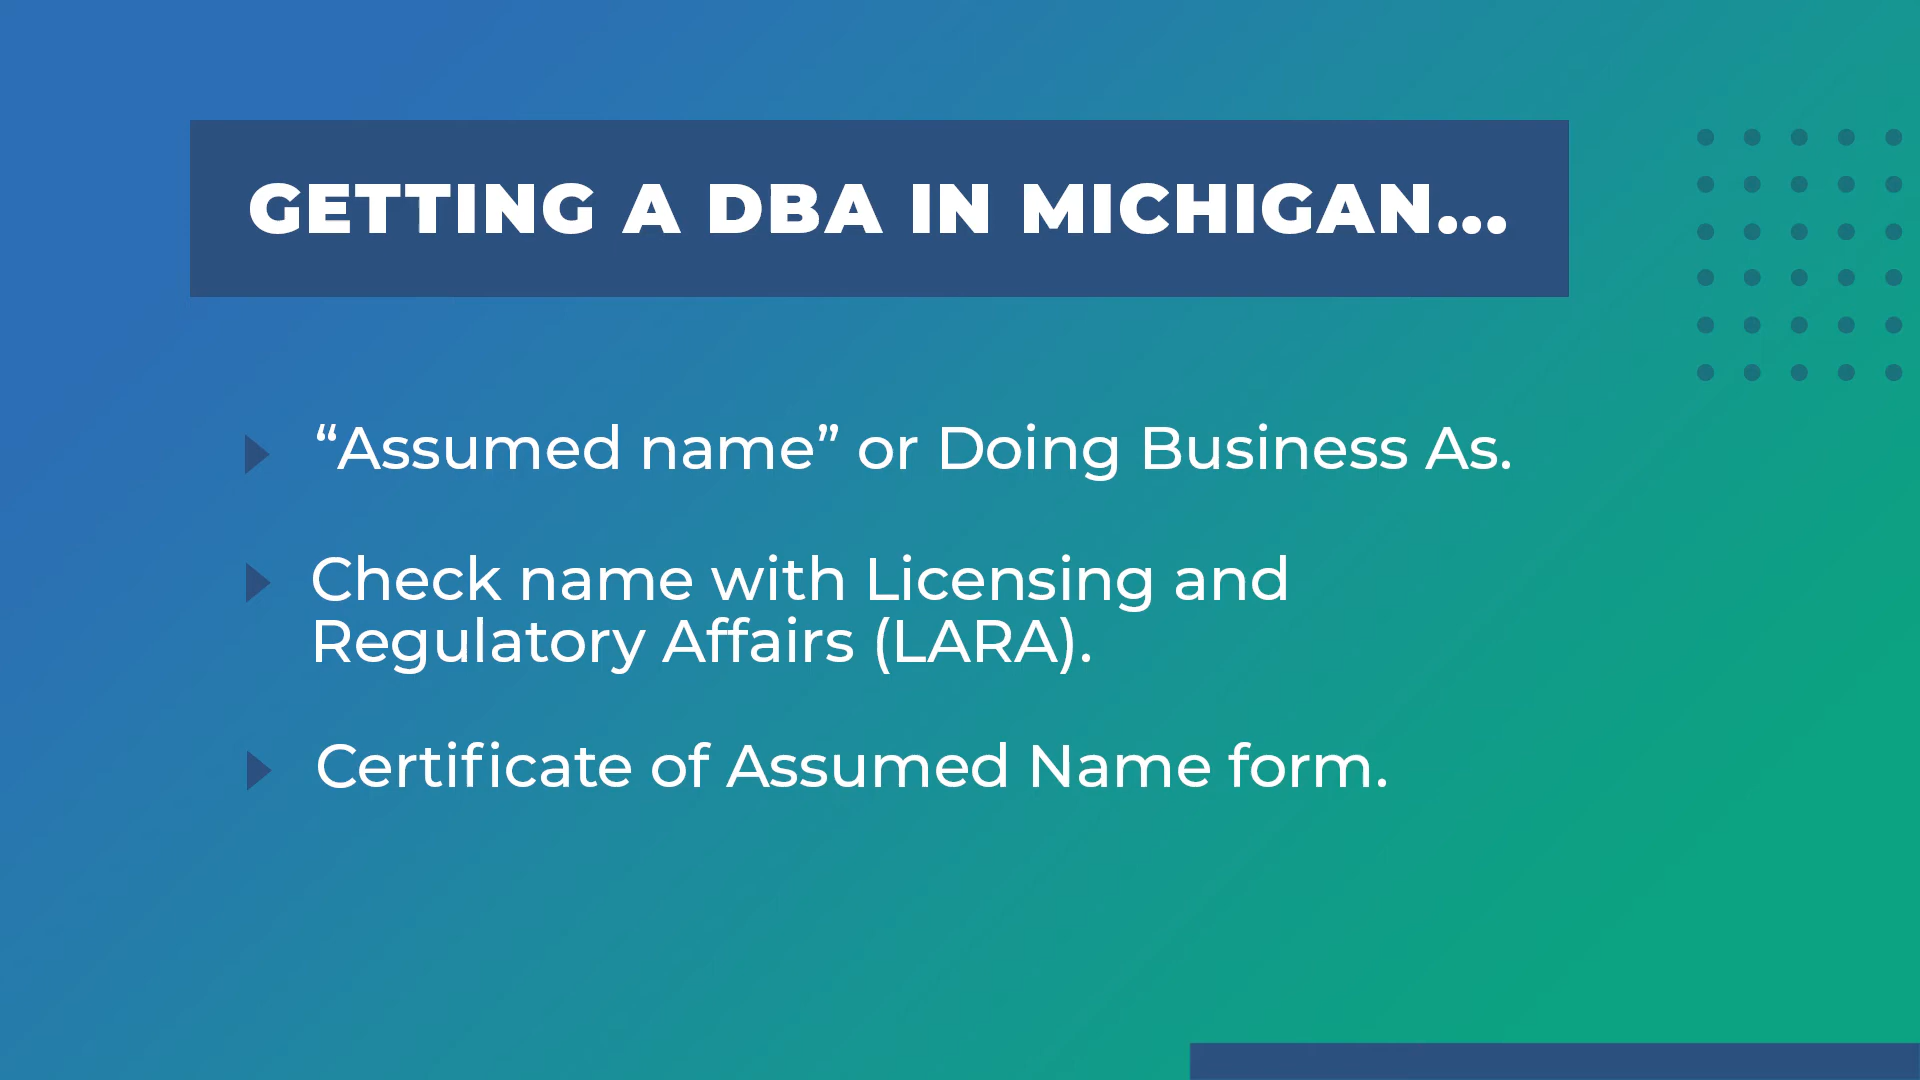 GETTING A DBA IN MICHIGAN...
“Assumed name” or Doing Business As.
Check name with Licensing and
Regulatory Affairs (LARA).
Certificate of Assumed Name form.